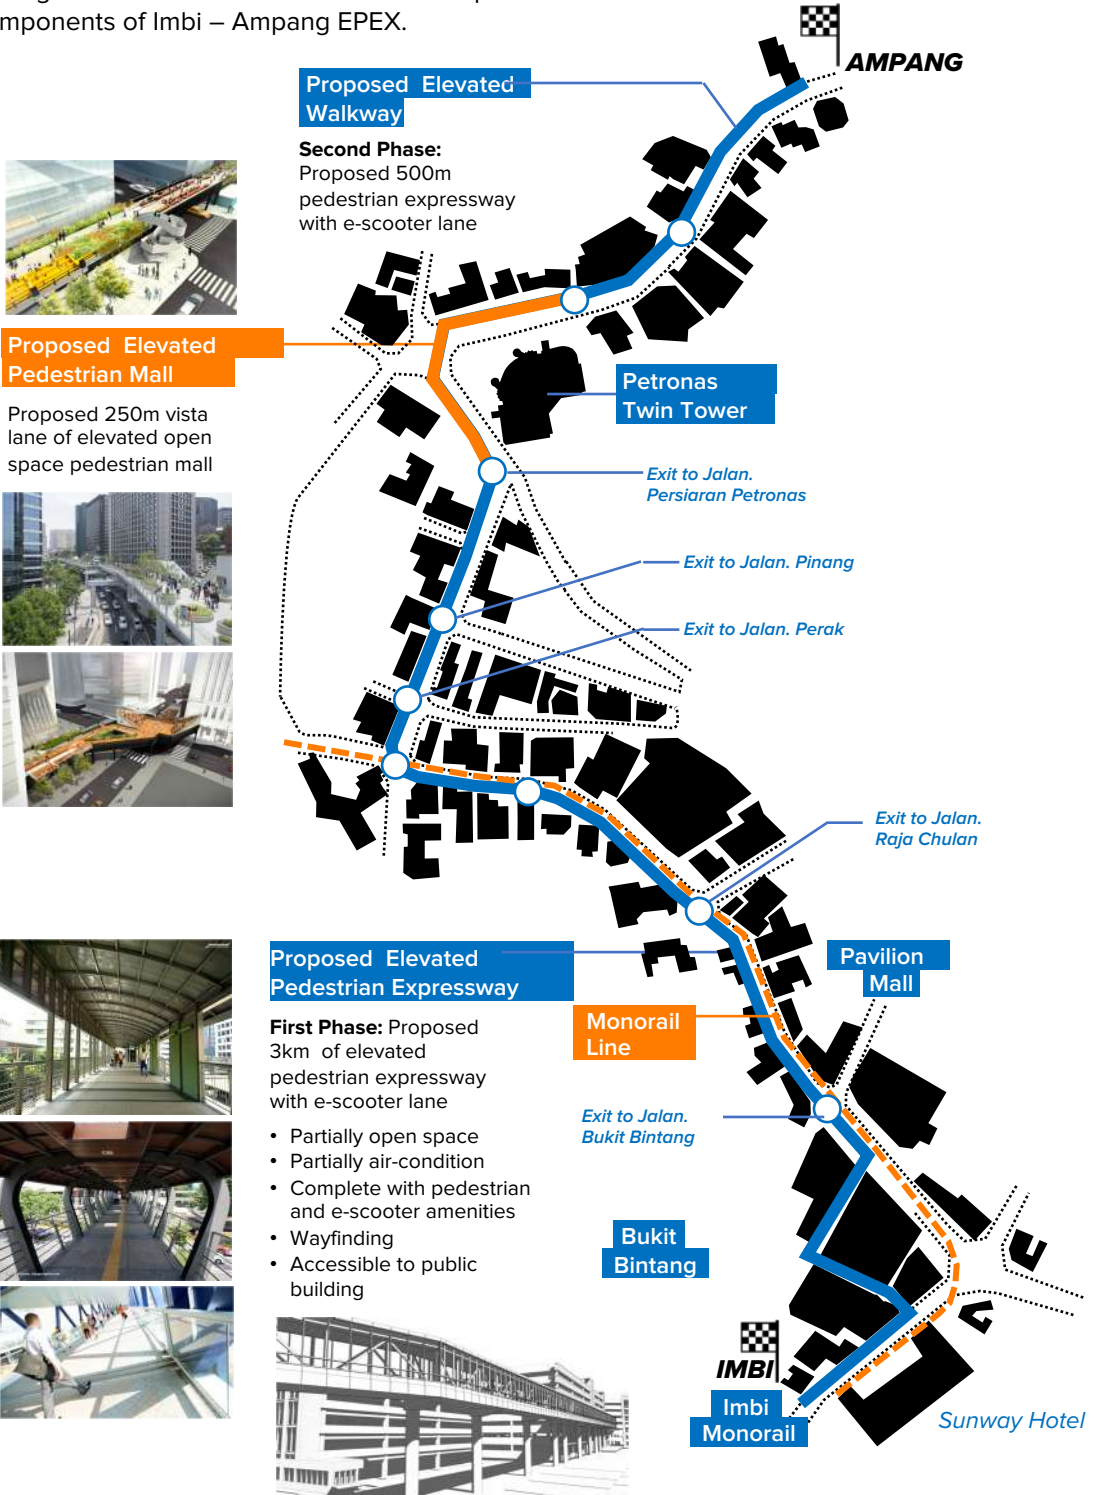 mponents of Imbi – Ampang EPEX.
AMPANG
Proposed Elevated
Walkway
Second Phase:
Proposed 500m
pedestrian expressway
with e-scooter lane
Proposed Elevated
Pedestrian Mall
Proposed 250m vista
lane of elevated open
space pedestrian mall
Petronas
Twin Tower
Exit to Jalan.
Persiaran Petronas
Exit to Jalan. Pinang
Exit to Jalan. Perak
Exit to Jalan.
Raja Chulan
Proposed Elevated
Pedestrian Expressway
First Phase: Proposed
3km of elevated
pedestrian expressway
with e-scooter lane
• Partially open space
• Partially air-condition
• Complete with pedestrian
and e-scooter amenities
• Wayfinding
• Accessible to public
building
Pavilion
Mall
Monorail
Line
Exit to Jalan.
Bukit Bintang
Bukit
Bintang
IMBI
Imbi
Monorail
Sunway Hotel